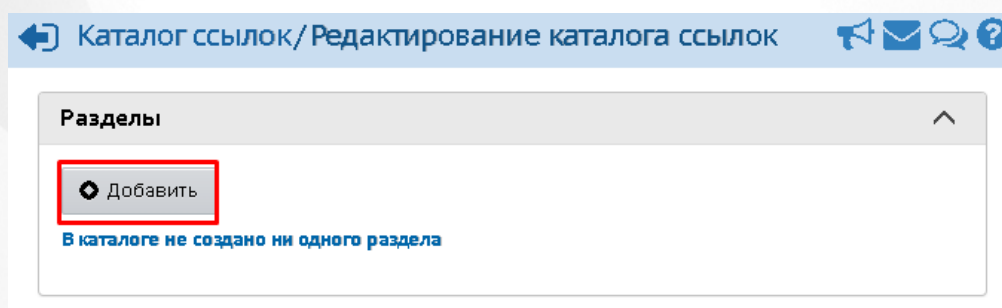 Каталог ссылок/Редактирование каталога ссылок
Разделы
Добавить
В каталоге не создано ни одного раздела